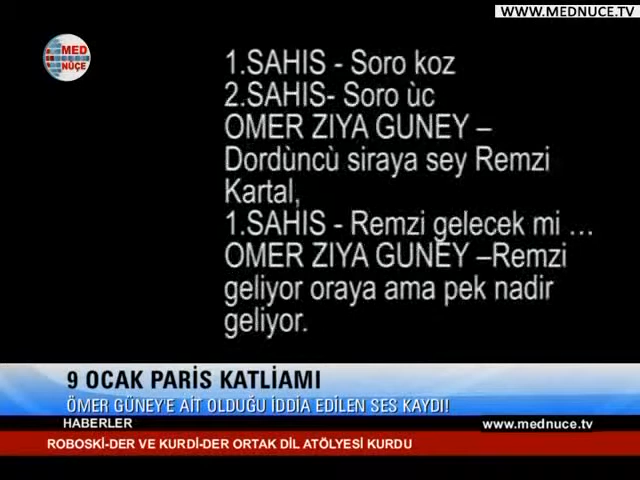 WWW.MEDNUCE.TV
MED
NÛÇE
1.SAHIS - Soro koz
2.SAHIS- Soro ùc
OMER ZIYA GUNEY –
Dordùncù siraya sey Remzi
Kartal,
1.SAHIS - Remzi gelecek mi ...
OMER ZIYA GUNEY –Remzi
geliyor oraya ama pek nadir
geliyor.
9 OCAK PARİS KATLİAMI
ÖMER GÜNEY'E AİT OLDUĞU İDDİA EDİLEN SES KAYDI!
HABERLER
www.mednuce.tv
ROBOSKİ-DER VE KURDİ-DER ORTAK DİL ATÖLYESİ KURDU